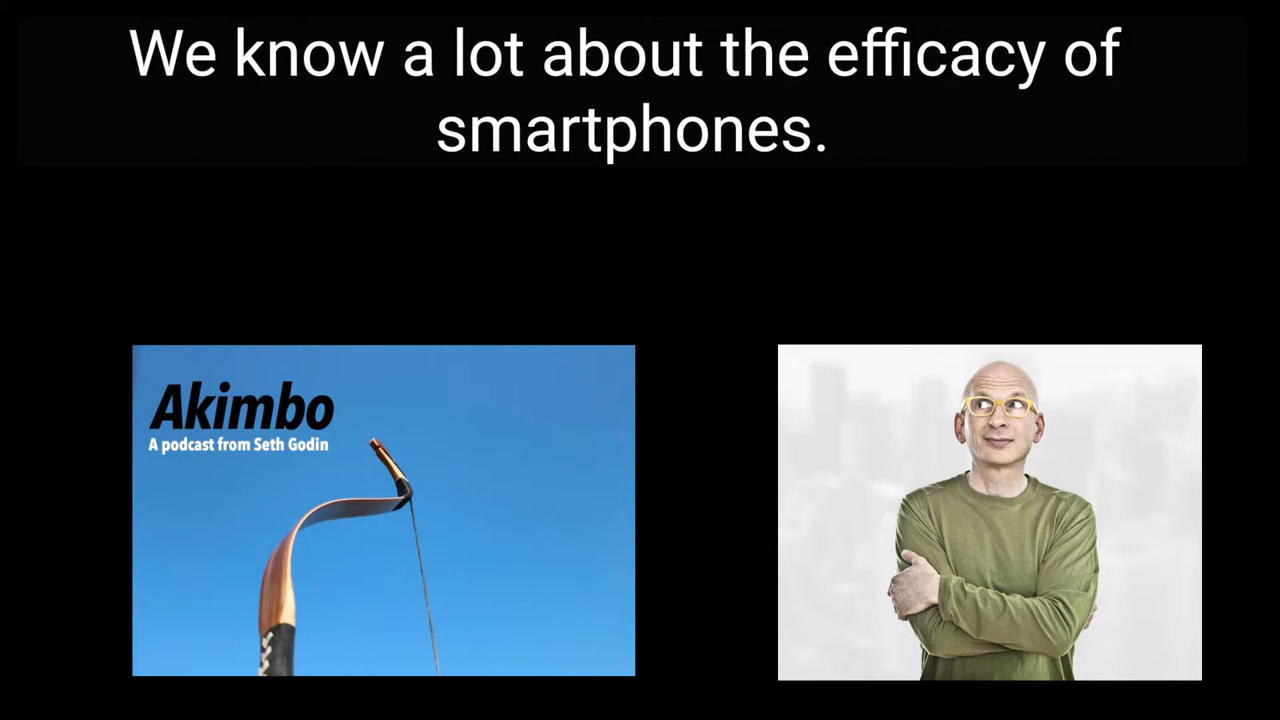 We know a lot about the efficacy of
smartphones.
Akimbo
A podcast from Seth Godin